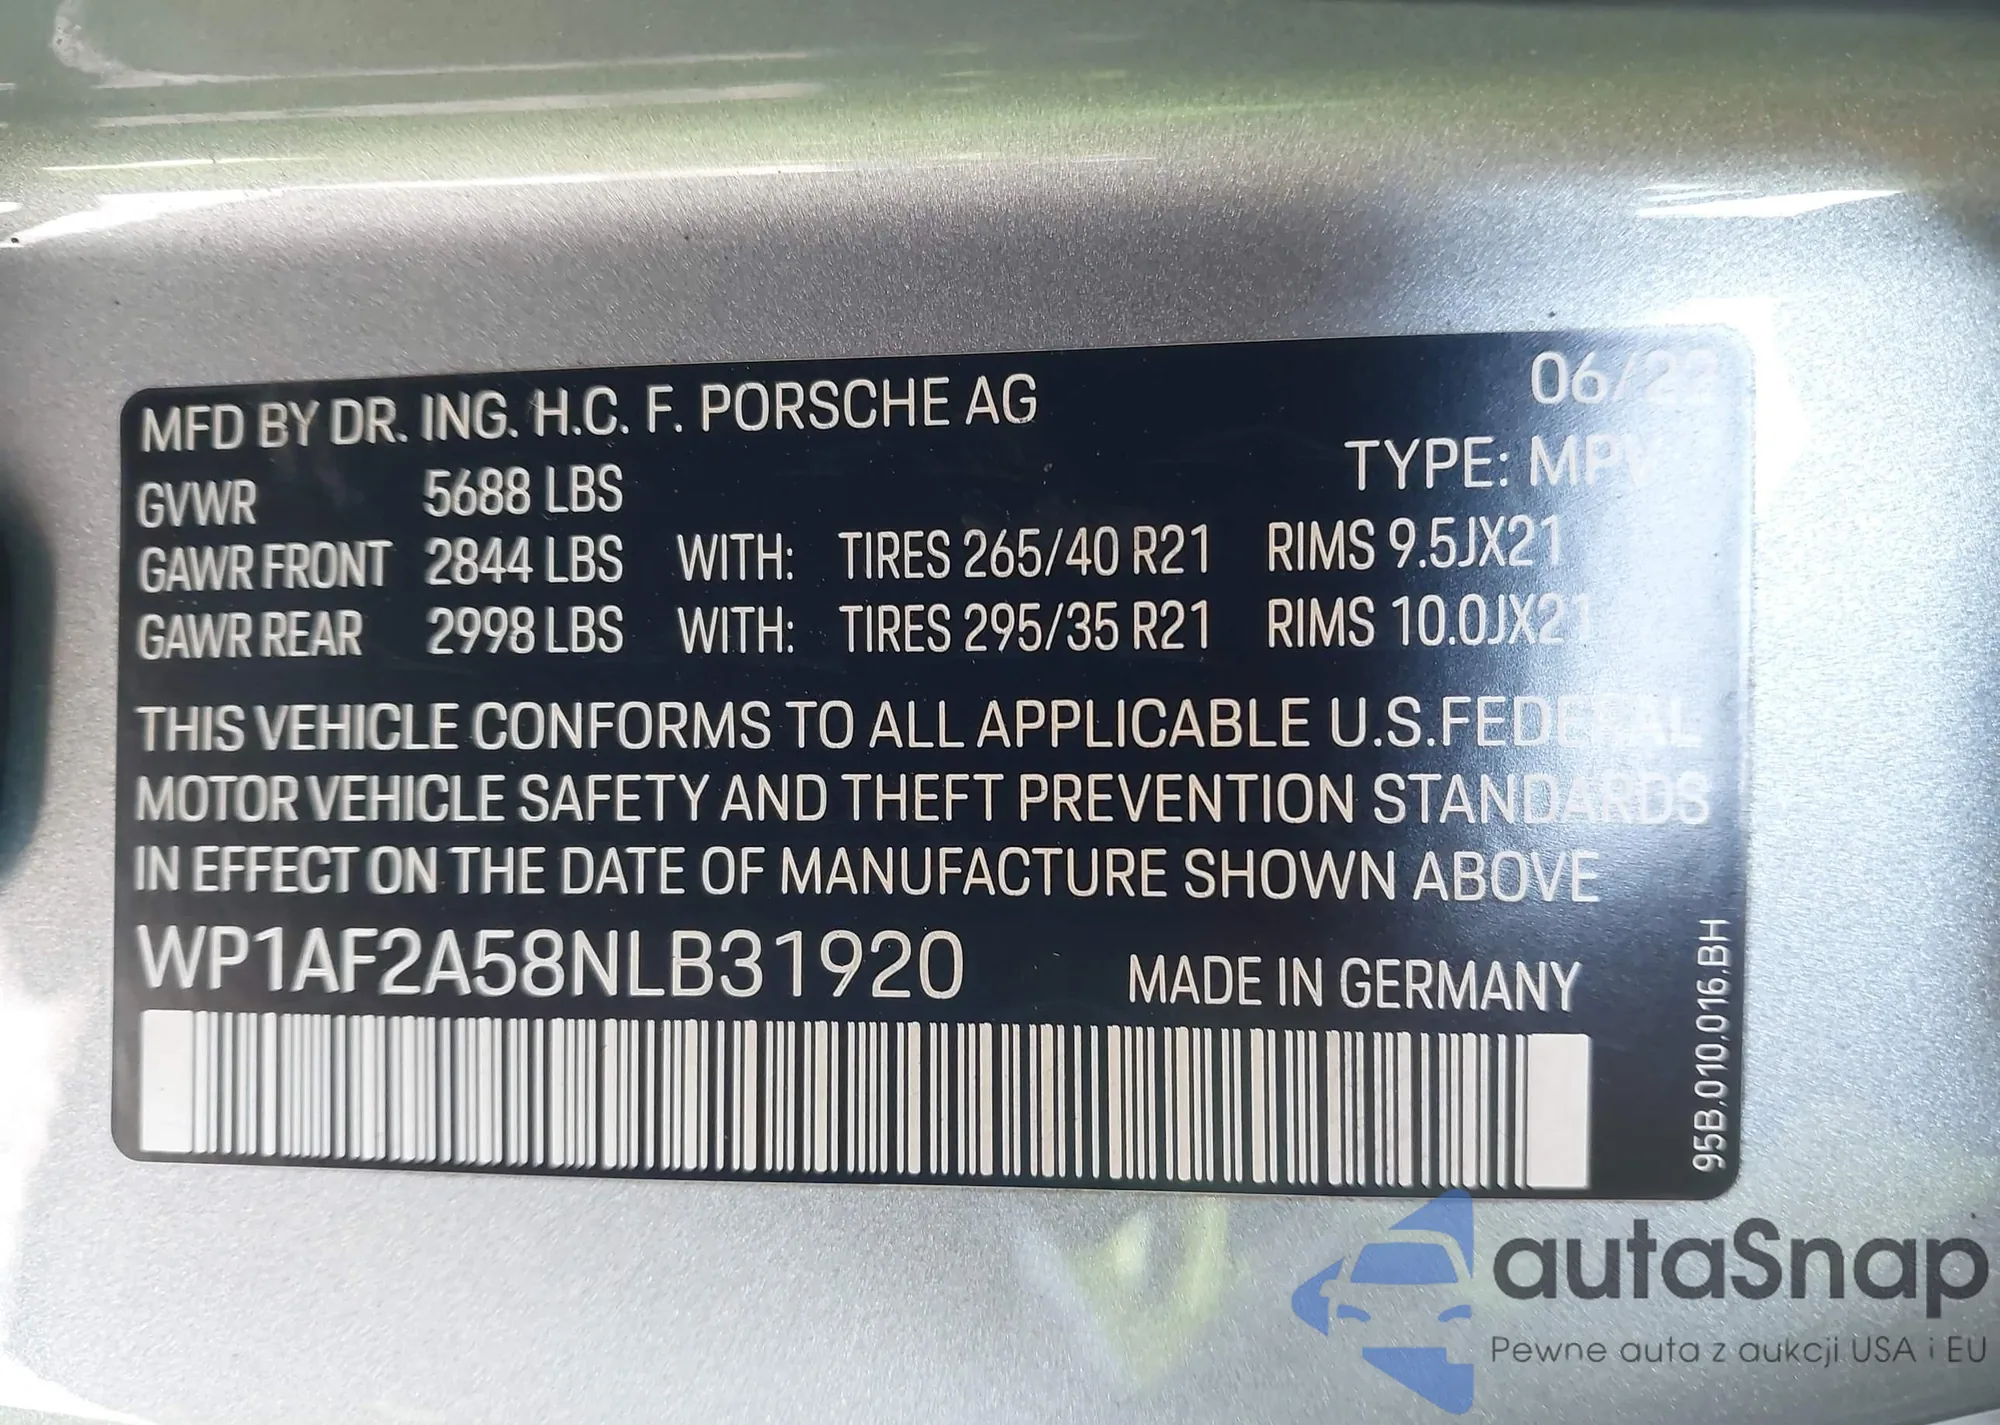 MFD BY DR. ING. H.C. F. PORSCHE AG 06/22
GVWR 5688 LBS TYPE: MPV
GAWR FRONT 2844 LBS WITH: TIRES 265/40 R21 RIMS 9.5JX21
GAWR REAR 2998 LBS WITH: TIRES 295/35 R21 RIMS 10.0JX21
THIS VEHICLE CONFORMS TO ALL APPLICABLE U.S.FEDERAL
MOTOR VEHICLE SAFETY AND THEFT PREVENTION STANDARDS
IN EFFECT ON THE DATE OF MANUFACTURE SHOWN ABOVE
WP1AF2A58NLB31920 MADE IN GERMANY
95B.010.016.BH
autaSnap
Pewne auta z aukcji USA i EU